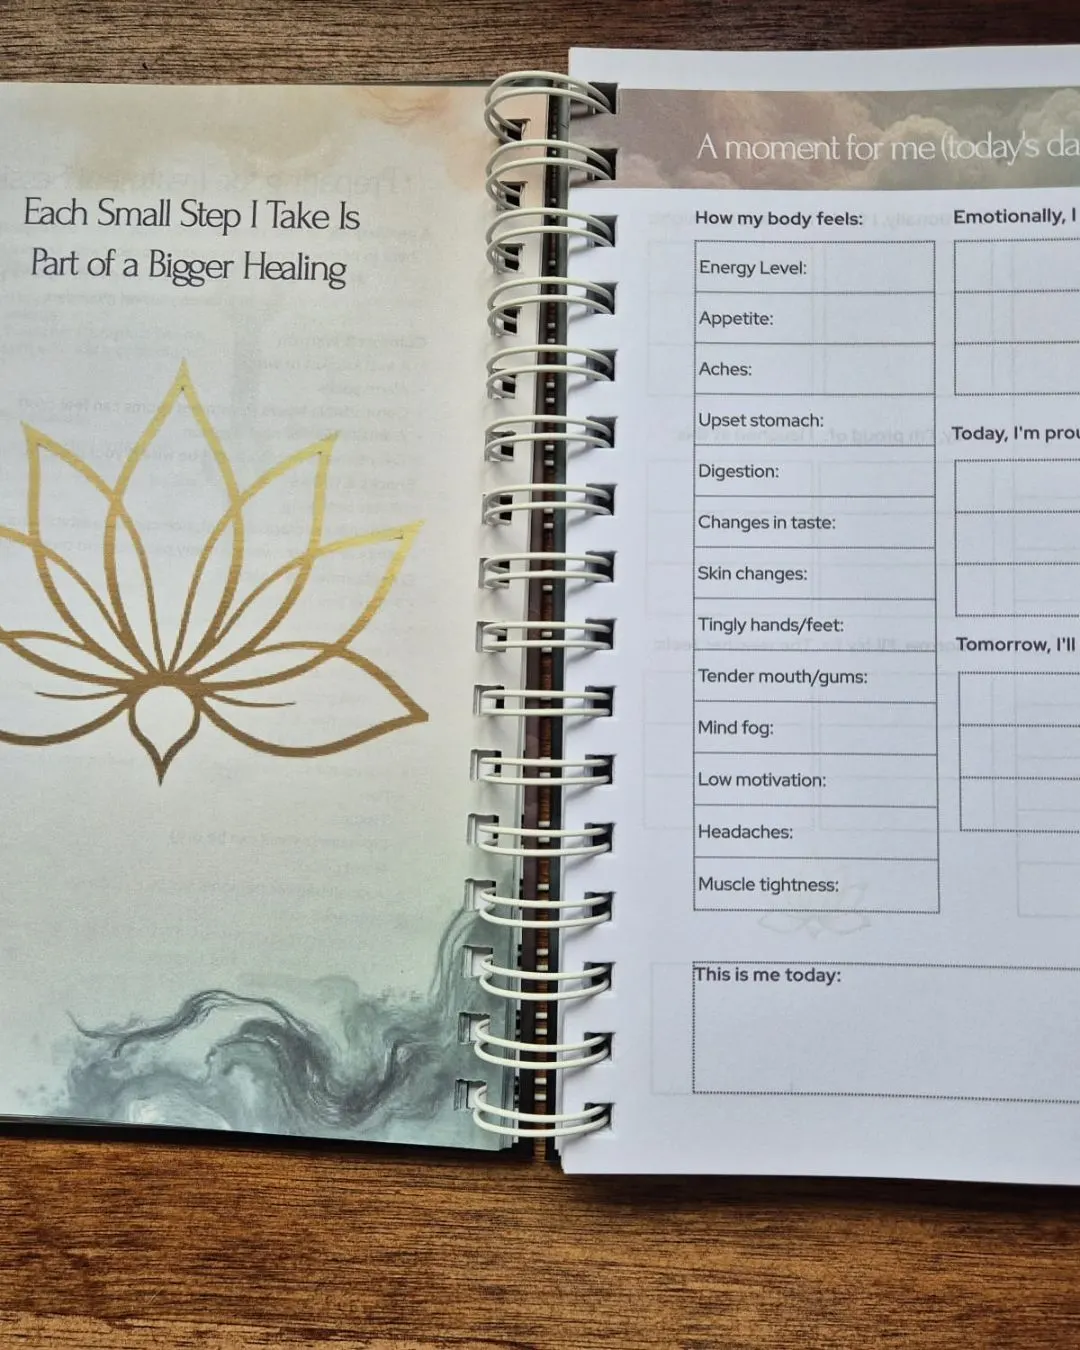 Each Small Step I Take Is
Part of a Bigger Healing
A moment for me (today's da
How my body feels:
Energy Level:
Appetite:
Aches:
Upset stomach:
Digestion:
Changes in taste:
Skin changes:
Tingly hands/feet:
Tender mouth/gums:
Mind fog:
Low motivation:
Headaches:
Muscle tightness:
Emotionally, I
Today, I'm prou
Tomorrow, I'll
This is me today: